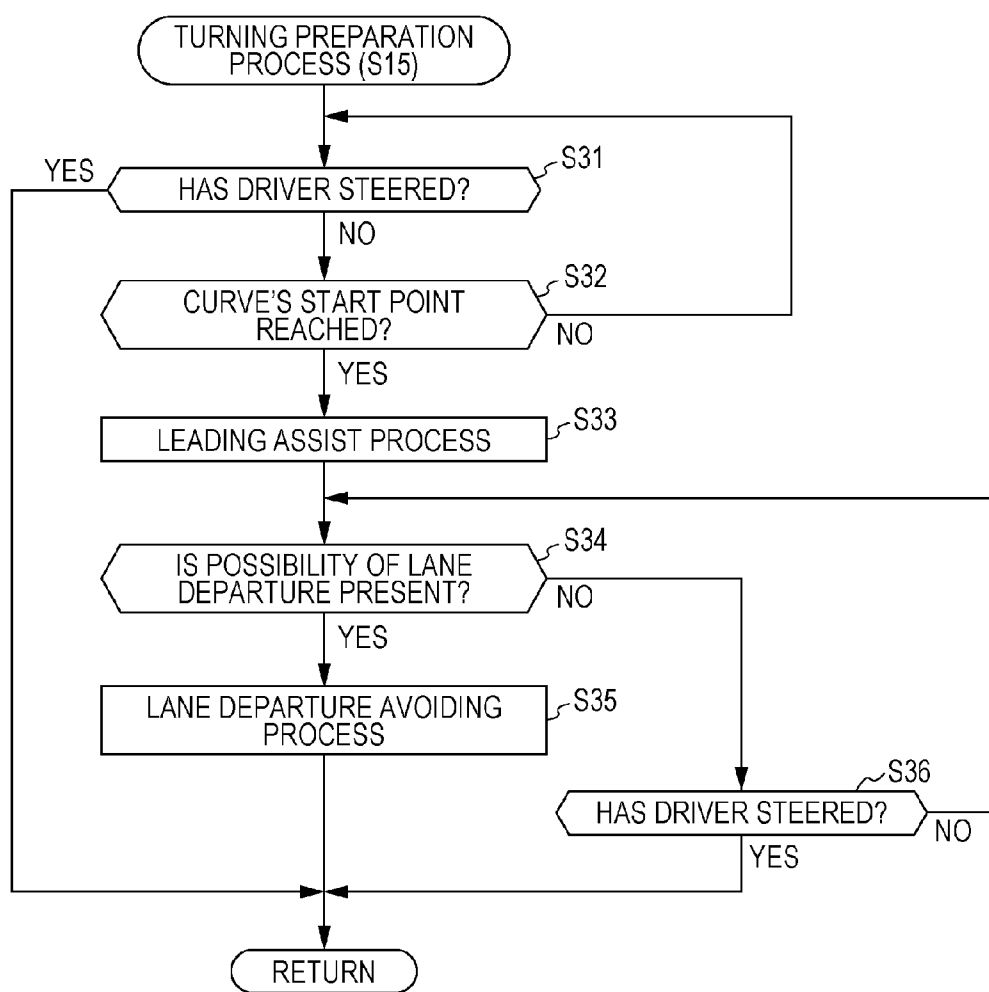 TURNING PREPARATION
PROCESS (S15)
YES
HAS DRIVER STEERED?
S31
NO
CURVE'S START POINT
REACHED?
S32
NO
YES
LEADING ASSIST PROCESS
S33
IS POSSIBILITY OF LANE
DEPARTURE PRESENT?
S34
NO
YES
LANE DEPARTURE AVOIDING
PROCESS
S35
S36
HAS DRIVER STEERED?
NO
YES
RETURN